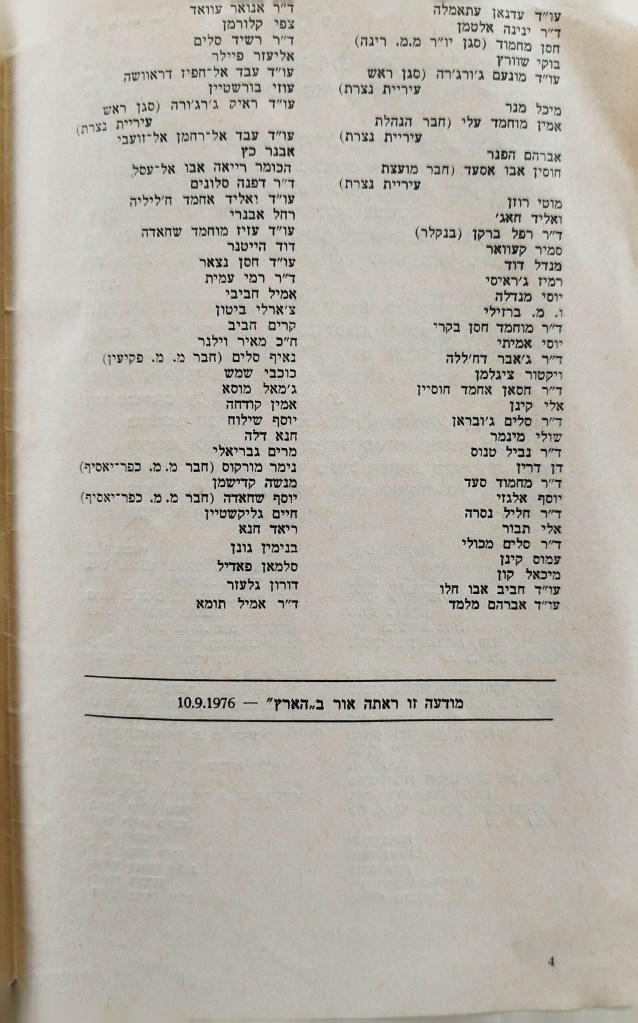 עו״ד עדנאן עתאמלה
ד״ר ינינה אלטמן
חסן מחמוד (סגן יו״ר מ.מ. רינה)
בוקי שוורץ
עו״ד מונעם ג׳ורג׳רה (סגן ראש
עיריית נצרת)
מיכל מנר
אמין מוחמד עלי (חבר הנהלת
עיריית נצרת)
אברהם הפנר
חוסין אבו אסעד (חבר מועצת
עיריית נצרת)
מוטי רוזן
ואליד חאג׳
ד״ר רפל ברקן (בנקלר)
סמיר קעוואר
מנדל דוד
רמיז ג׳ראיסי
יוסי מנדלה
ו. מ. ברזילי
ד״ר מוחמד חסן בקרי
יוסי אמיתי
ד״ר ג׳אבר דח׳ללה
ויקטור ציגלמן
ד״ר חסאן אחמד חוסיין
אלי קינן
ד״ר סלים ג׳ובראן
שולי מינמר
ד״ר נביל טנוס
דן דרין
ד״ר מחמוד סעד
יוסף אלגזי
ד״ר חליל נסרה
אלי תבור
ד״ר סלים מכולי
עמוס קינן
מיכאל קון
עו״ד חביב אבו חלו
עו״ד אברהם מלמד
ד״ר אנואר עוואד
צפי קלורמן
ד״ר רשיד סלים
אליעזר פיילר
עו״ד עבד אל־חפיז דראוושה
עוזי בורשטיין
עו״ד ראיק ג׳רג׳ורה (סגן ראש
עיריית נצרת)
עו״ד עבד אל־רחמן אל־זועבי
אבנר כץ
הכומר רייאה אבו אל־עסל
ד״ר דפנה סלונים
עו״ד ואליד אחמד ח׳ליליה
רחל אבנרי
עו״ד עזיז מוחמד שחאדה
דוד הייטנר
עו״ד חסן נצאר
ד״ר רמי עמית
אמיל חביבי
צ׳ארלי ביטון
קרים חביב
ח״כ מאיר וילנר
נאיף סלים (חבר מ. מ. פקיעין)
כוכבי שמש
ג׳מאל מוסא
אמין קודחה
יוסף שילוח
חנא דלה
מרים גבריאלי
נימר מורקוס (חבר מ.מ. כפר־יאסיף)
מנשה קדישמן
יוסף שחאדה (חבר מ.מ. כפר־יאסיף)
חיים גליקשטיין
ריאד חנא
בנימין גונן
סלמאן פאדיל
דורון גלעזר
ד״ר אמיל תומא
מודעה זו ראתה אור ב„הארץ״ — 10.9.1976
4